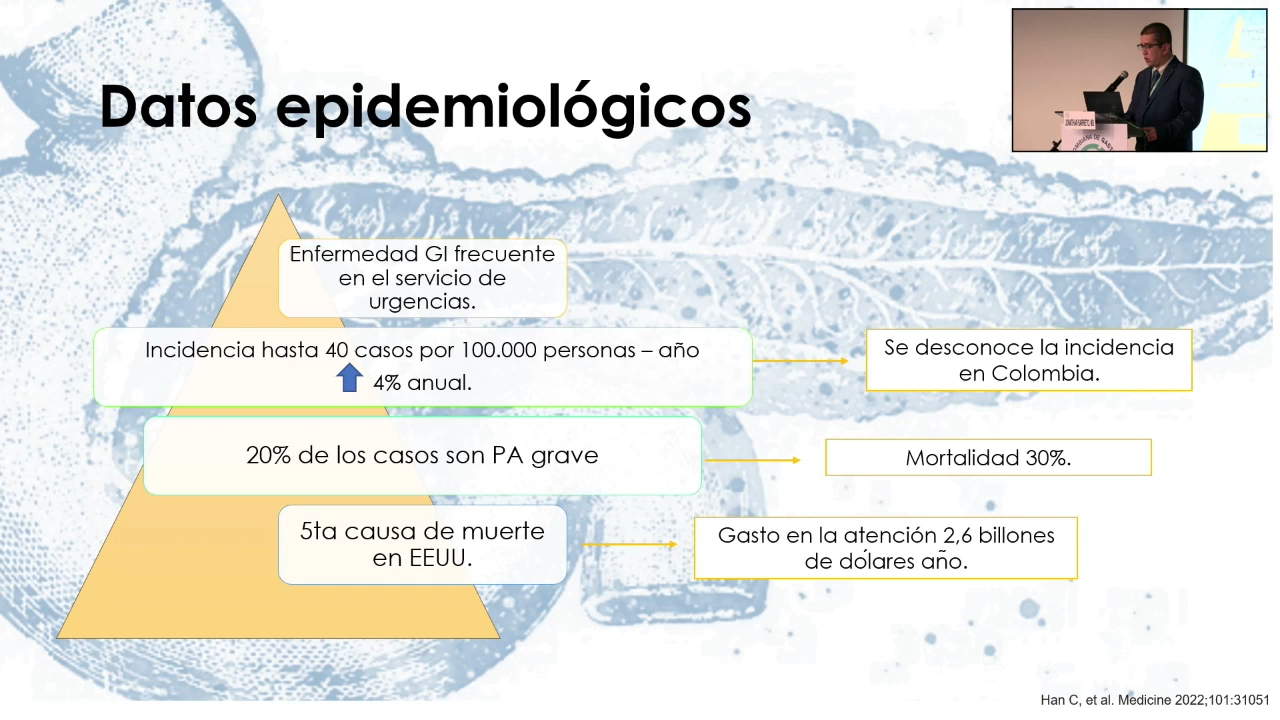 Datos epidemiológicos
Enfermedad GI frecuente
en el servicio de
urgencias.
Incidencia hasta 40 casos por 100.000 personas – año
4% anual.
Se desconoce la incidencia
en Colombia.
20% de los casos son PA grave
Mortalidad 30%.
5ta causa de muerte
en EEUU.
Gasto en la atención 2,6 billones
de dólares año.
Han C, et al. Medicine 2022;101:31051